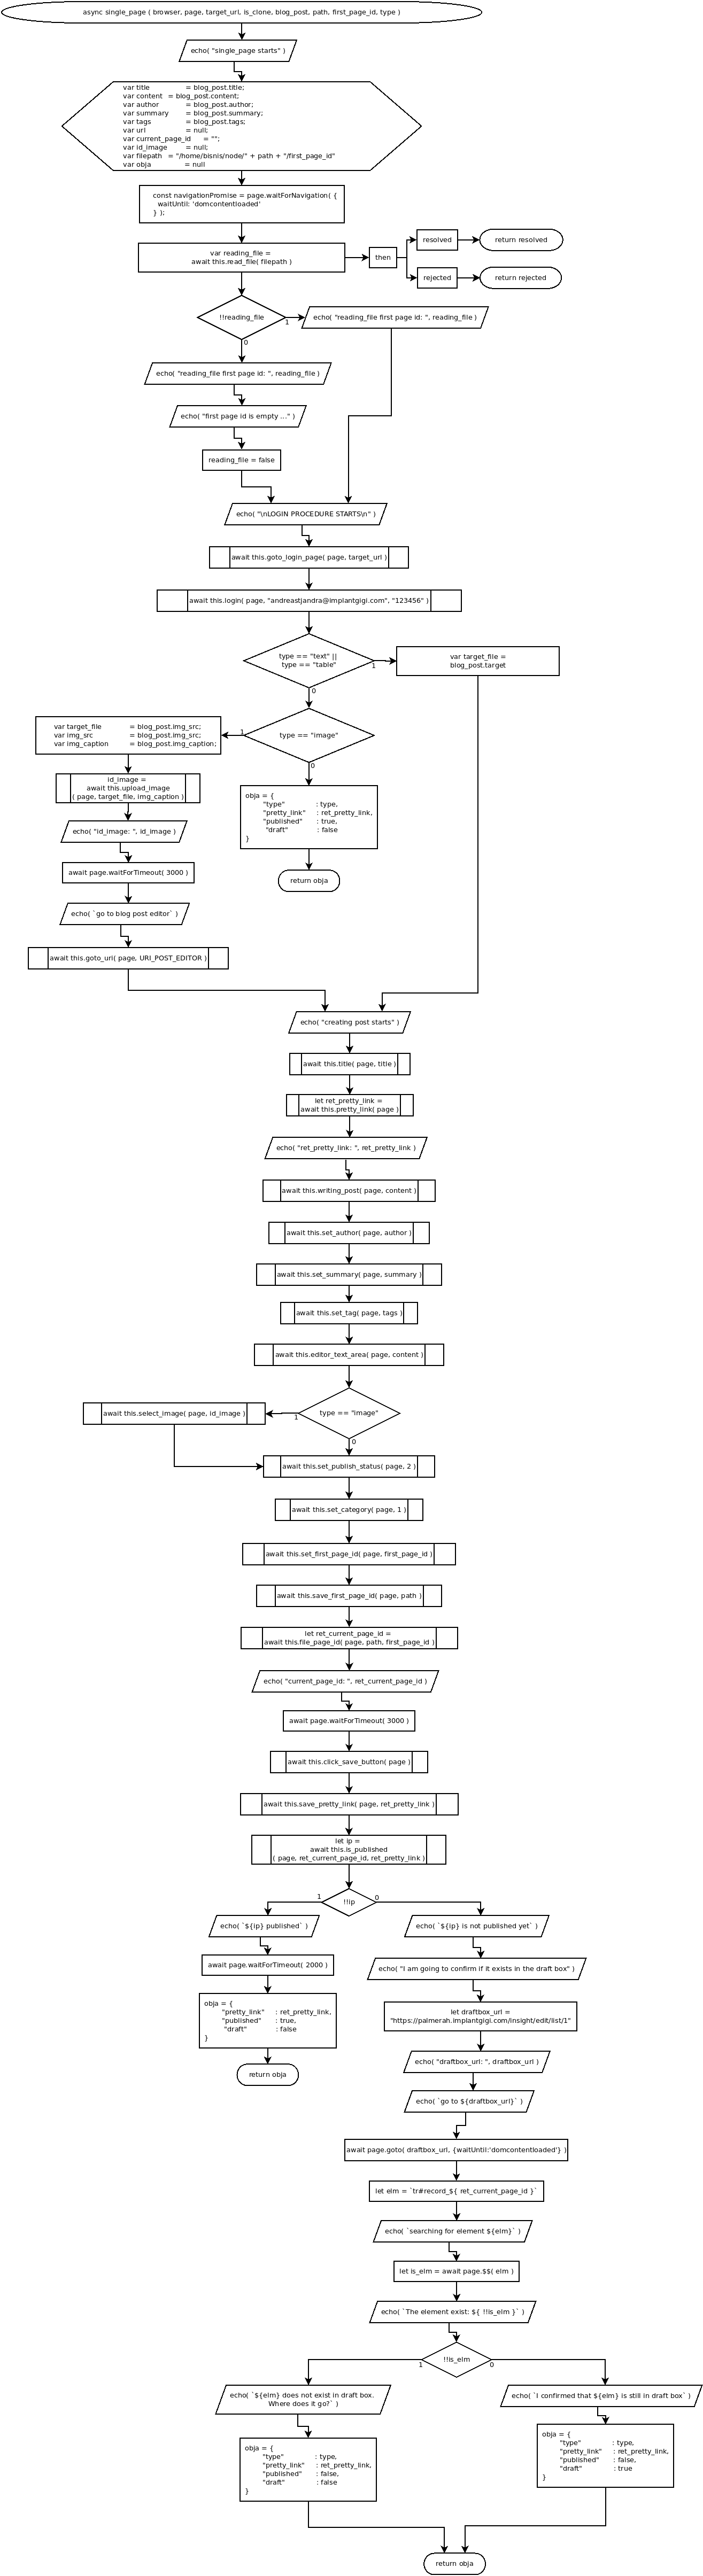 async single_page ( browser, page, target_url, is_clone, blog_post, path, first_page_id, type )
echo( "single_page starts" )
var title = blog_post.title;
var content = blog_post.content;
var author = blog_post.author;
var summary = blog_post.summary;
var tags = blog_post.tags;
var url = null;
var current_page_id = "";
var id_image = null;
var filepath = "/home/bisnis/node/" + path + "/first_page_id"
var obja = null
const navigationPromise = page.waitForNavigation( {
waitUntil: 'domcontentloaded'
} );
var reading_file =
await this.read_file( filepath )
then
resolved
return resolved
rejected
return rejected
!!reading_file
1
0
echo( "reading_file first page id: ", reading_file )
echo( "reading_file first page id: ", reading_file )
echo( "first page id is empty ..." )
reading_file = false
echo( "\nLOGIN PROCEDURE STARTS\n" )
await this.goto_login_page( page, target_url )
await this.login( page, "andreastjandra@implantgigi.com", "123456" )
type == "text" ||
type == "table"
1
0
var target_file =
blog_post.target
type == "image"
1
0
var target_file = blog_post.img_src;
var img_src = blog_post.img_src;
var img_caption = blog_post.img_caption;
id_image =
await this.upload_image
( page, target_file, img_caption )
echo( "id_image: ", id_image )
await page.waitForTimeout( 3000 )
echo( `go to blog post editor` )
await this.goto_uri( page, URI_POST_EDITOR )
obja = {
"type" : type,
"pretty_link" : ret_pretty_link,
"published" : true,
"draft" : false
}
return obja
echo( "creating post starts" )
await this.title( page, title )
let ret_pretty_link =
await this.pretty_link( page )
echo( "ret_pretty_link: ", ret_pretty_link )
await this.writing_post( page, content )
await this.set_author( page, author )
await this.set_summary( page, summary )
await this.set_tag( page, tags )
await this.editor_text_area( page, content )
type == "image"
1
0
await this.select_image( page, id_image )
await this.set_publish_status( page, 2 )
await this.set_category( page, 1 )
await this.set_first_page_id( page, first_page_id )
await this.save_first_page_id( page, path )
let ret_current_page_id =
await this.file_page_id( page, path, first_page_id )
echo( "current_page_id: ", ret_current_page_id )
await page.waitForTimeout( 3000 )
await this.click_save_button( page )
await this.save_pretty_link( page, ret_pretty_link )
let ip =
await this.is_published
( page, ret_current_page_id, ret_pretty_link )
!!ip
1
0
echo( `${ip} published` )
await page.waitForTimeout( 2000 )
obja = {
"pretty_link" : ret_pretty_link,
"published" : true,
"draft" : false
}
return obja
echo( `${ip} is not published yet` )
echo( "I am going to confirm if it exists in the draft box" )
let draftbox_url =
"https://palmerah.implantgigi.com/insight/edit/list/1"
echo( "draftbox_url: ", draftbox_url )
echo( `go to ${draftbox_url}` )
await page.goto( draftbox_url, {waitUntil:'domcontentloaded'} )
let elm = `tr#record_${ ret_current_page_id }`
echo( `searching for element ${elm}` )
let is_elm = await page.$$( elm )
echo( `The element exist: ${ !!is_elm }` )
!!is_elm
1
0
echo( `${elm} does not exist in draft box.
Where does it go?` )
obja = {
"type" : type,
"pretty_link" : ret_pretty_link,
"published" : false,
"draft" : false
}
echo( `I confirmed that ${elm} is still in draft box` )
obja = {
"type" : type,
"pretty_link" : ret_pretty_link,
"published" : false,
"draft" : true
}
return obja